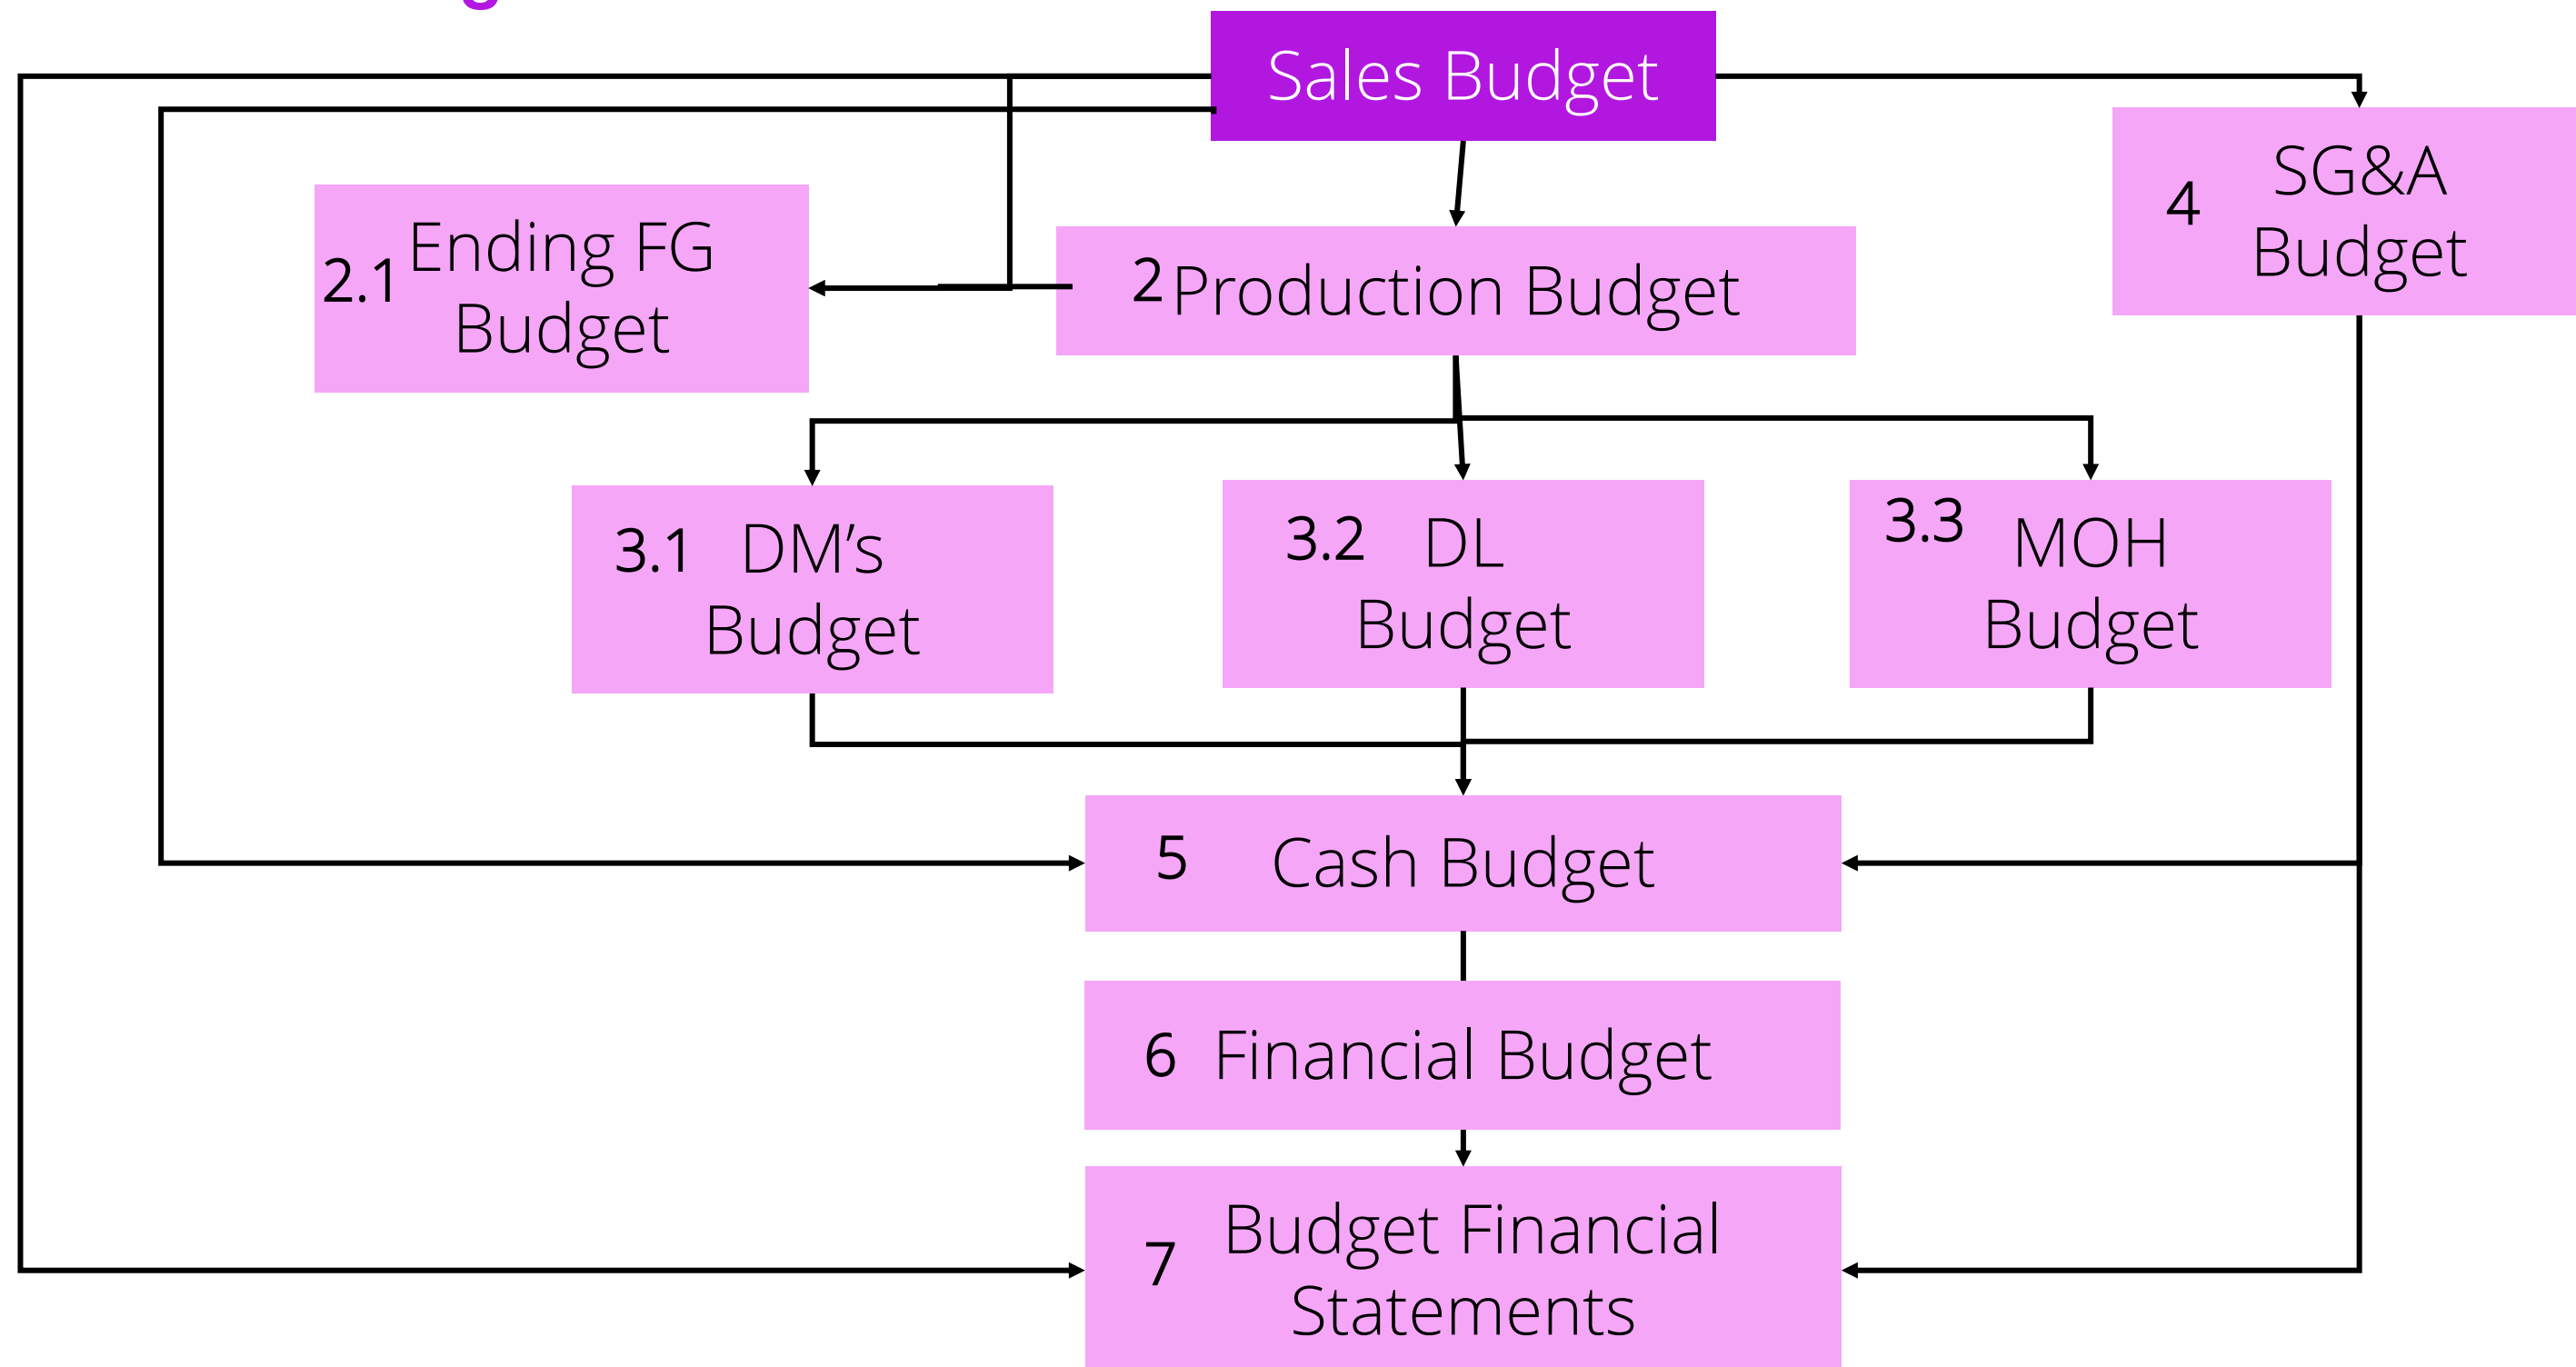 Sales Budget
4 SG&A
Budget
2.1 Ending FG
Budget
2 Production Budget
3.1 DM’s
Budget
3.2 DL
Budget
3.3 MOH
Budget
5 Cash Budget
6 Financial Budget
7 Budget Financial
Statements